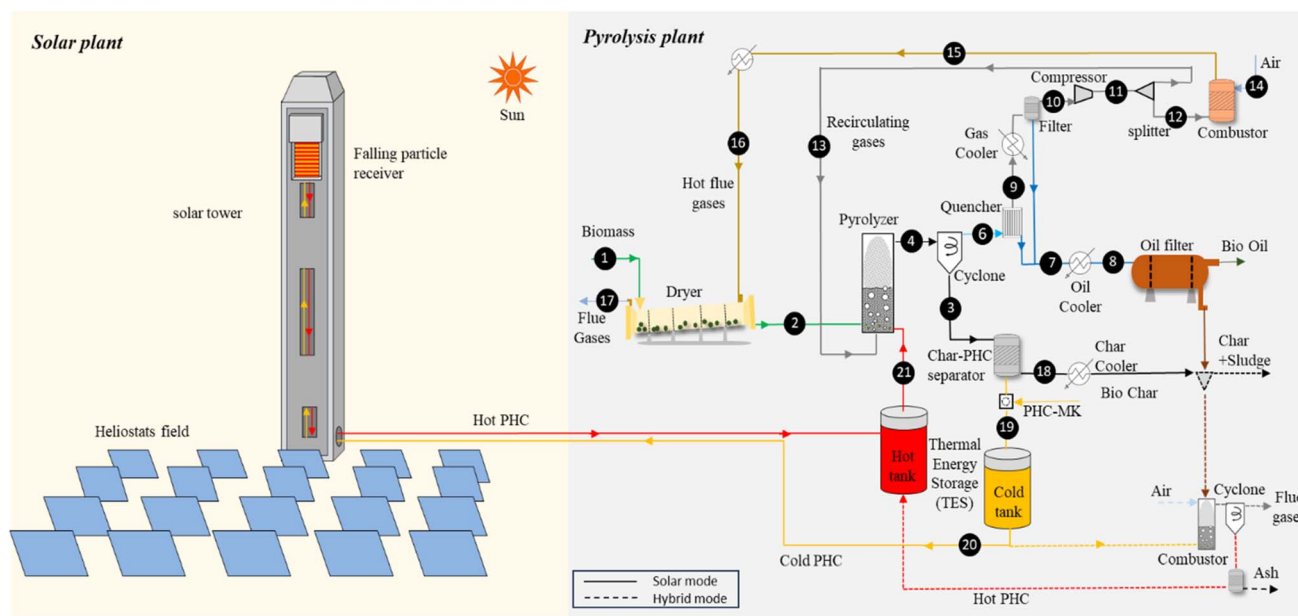 Solar plant
Sun
Falling particle
receiver
solar tower
Heliostats field
Hot PHC
Cold PHC
Pyrolysis plant
15
Air
Compressor
14
10
11
12
Filter
splitter
Combustor
Gas
Cooler
Recirculating
gases
13
16
Hot flue
gases
9
Quencher
Pyrolyzer
Biomass
1
4
6
Cyclone
7
8
Oil
Cooler
Oil filter
Bio Oil
17
Flue
Gases
Dryer
2
3
Char-PHC
separator
18
Char
Cooler
Bio Char
Char
+Sludge
21
PHC-MK
19
Hot
tank
Thermal
Energy
Storage
(TES)
Cold
tank
Air
Cyclone
Flue
gases
20
Combustor
Hot PHC
Ash
Solar mode
Hybrid mode